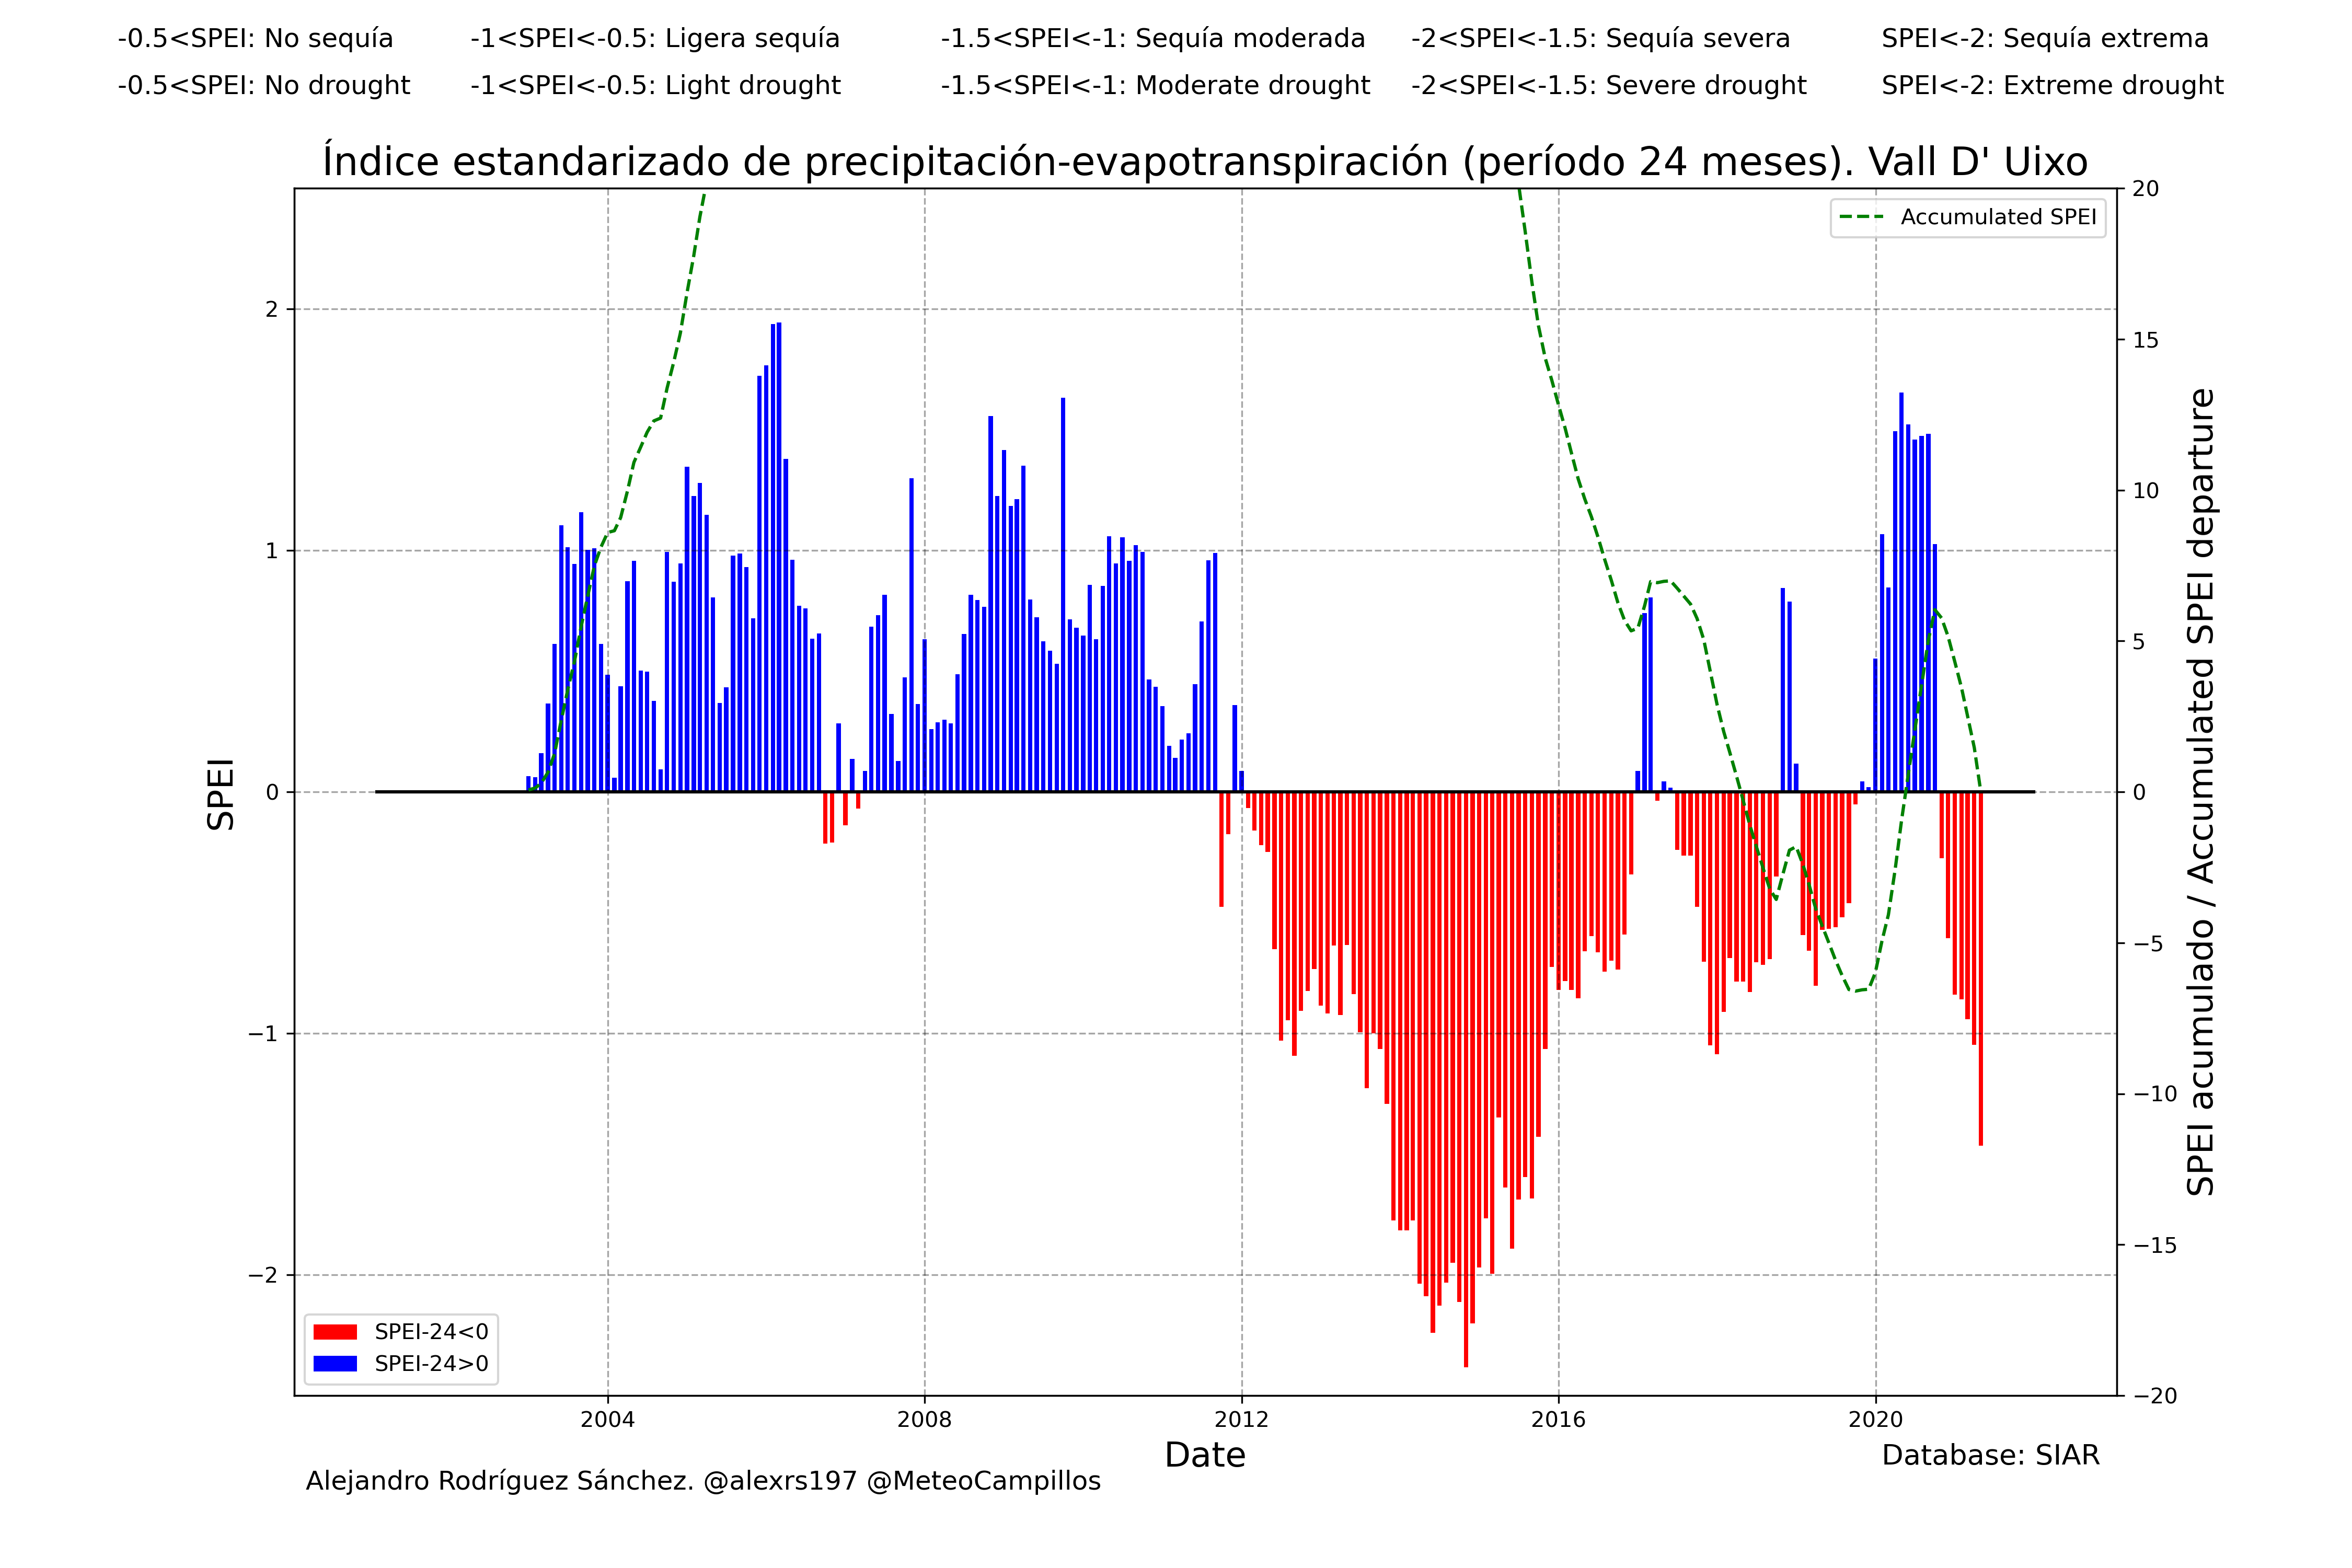 -0.5<SPEI: No sequía -1<SPEI<-0.5: Ligera sequía -1.5<SPEI<-1: Sequía moderada -2<SPEI<-1.5: Sequía severa SPEI<-2: Sequía extrema
-0.5<SPEI: No drought -1<SPEI<-0.5: Light drought -1.5<SPEI<-1: Moderate drought -2<SPEI<-1.5: Severe drought SPEI<-2: Extreme drought
Índice estandarizado de precipitación-evapotranspiración (período 24 meses). Vall D' Uixo
Accumulated SPEI
SPEI
2
1
0
−1
−2
20
15
10
5
0
−5
−10
−15
−20
SPEI acumulado / Accumulated SPEI departure
SPEI-24<0
SPEI-24>0
2004 2008 2012 2016 2020
Date
Database: SIAR
Alejandro Rodríguez Sánchez. @alexrs197 @MeteoCampillos